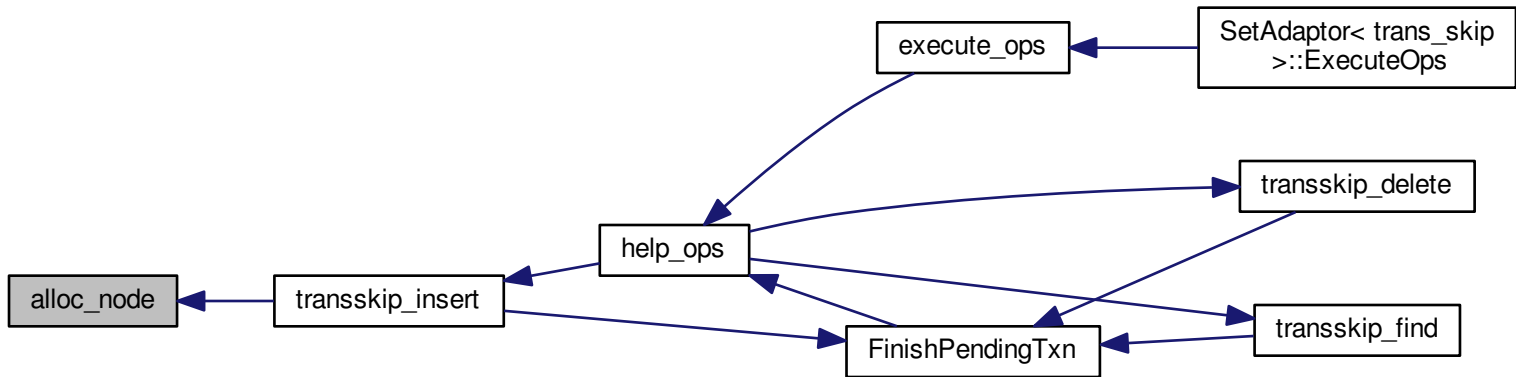 SetAdaptor< trans_skip
>::ExecuteOps
execute_ops
transskip_delete
help_ops
alloc_node
transskip_insert
transskip_find
FinishPendingTxn